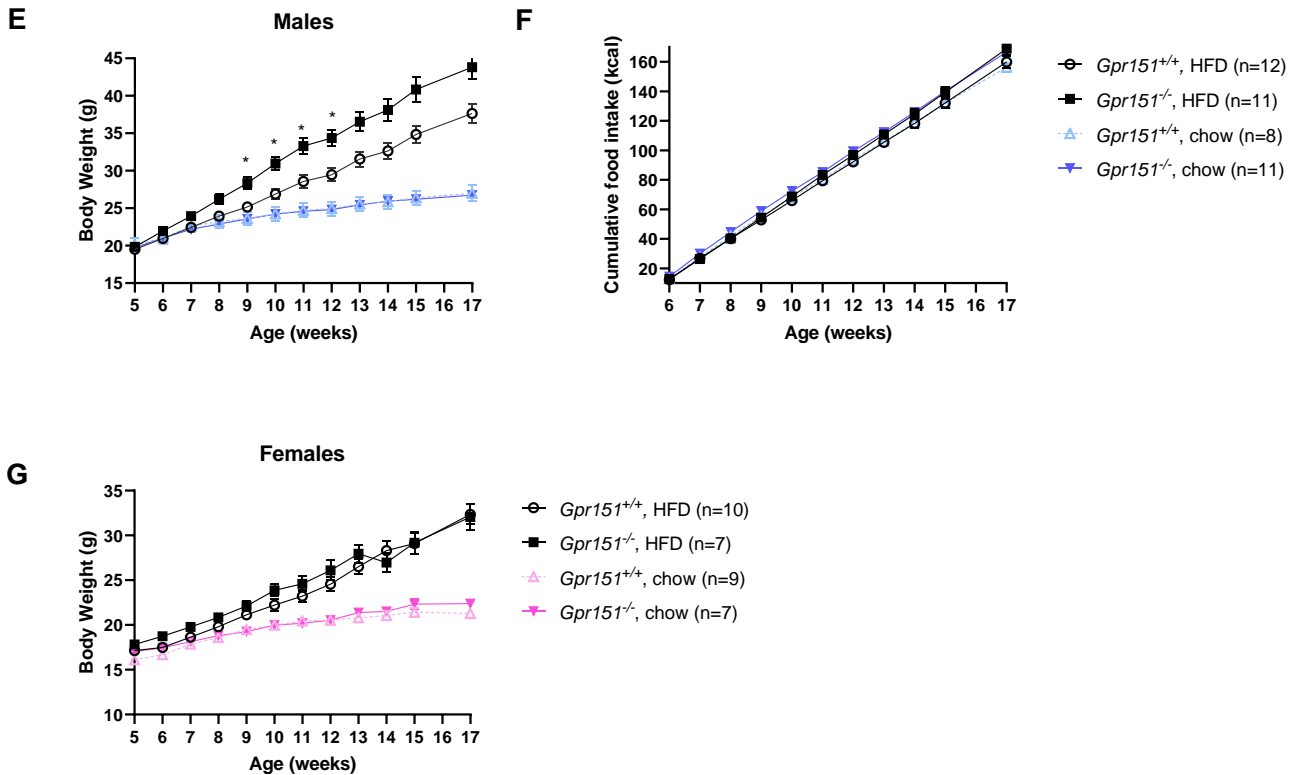 E
Males
Body Weight (g)
45
40
35
30
25
20
15
* * * *
5 6 7 8 9 10 11 12 13 14 15 16 17
Age (weeks)
F
Cumulative food intake (kcal)
160
140
120
100
80
60
40
20
6 7 8 9 10 11 12 13 14 15 16 17
Age (weeks)
Gpr151+/+, HFD (n=12)
Gpr151-/-, HFD (n=11)
Gpr151+/+, chow (n=8)
Gpr151-/-, chow (n=11)
G
Females
Body Weight (g)
35
30
25
20
15
10
5 6 7 8 9 10 11 12 13 14 15 16 17
Age (weeks)
Gpr151+/+, HFD (n=10)
Gpr151-/-, HFD (n=7)
Gpr151+/+, chow (n=9)
Gpr151-/-, chow (n=7)